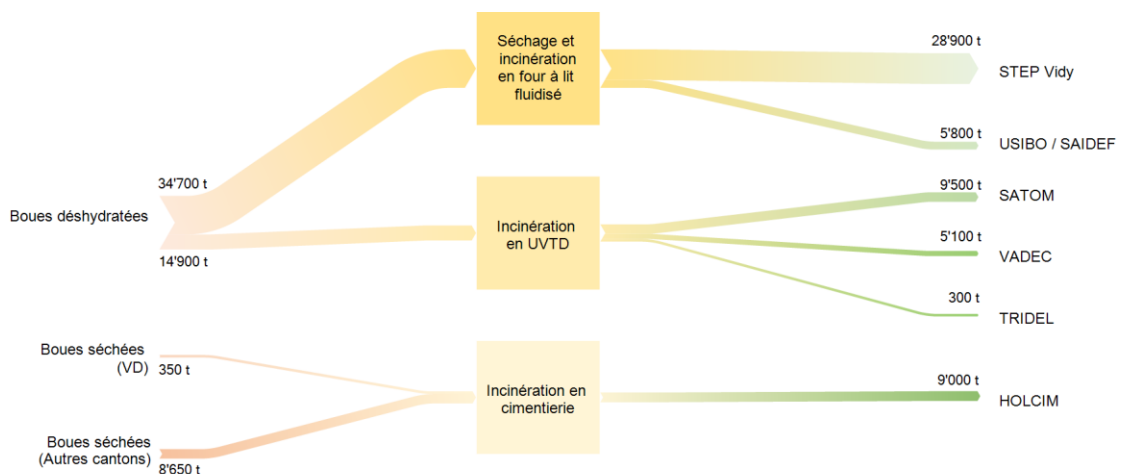 Séchage et
incinération
en four à lit
fluidisé
28'900 t
STEP Vidy
5'800 t
USIBO / SAIDEF
34'700 t
Boues déshydratées
14'900 t
Incinération
en UVTD
9'500 t
SATOM
5'100 t
VADEC
300 t
TRIDEL
Boues séchées
(VD)
350 t
Incinération en
cimentierie
9'000 t
HOLCIM
Boues séchées
(Autres cantons)
8'650 t